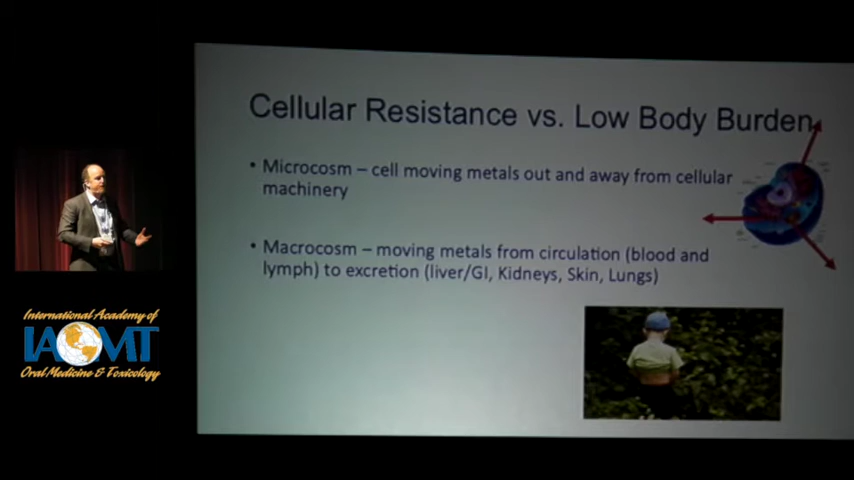 Cellular Resistance vs. Low Body Burden
• Microcosm – cell moving metals out and away from cellular
machinery
• Macrocosm – moving metals from circulation (blood and
lymph) to excretion (liver/GI, Kidneys, Skin, Lungs)
International Academy of
IAOMT
Oral Medicine & Toxicology